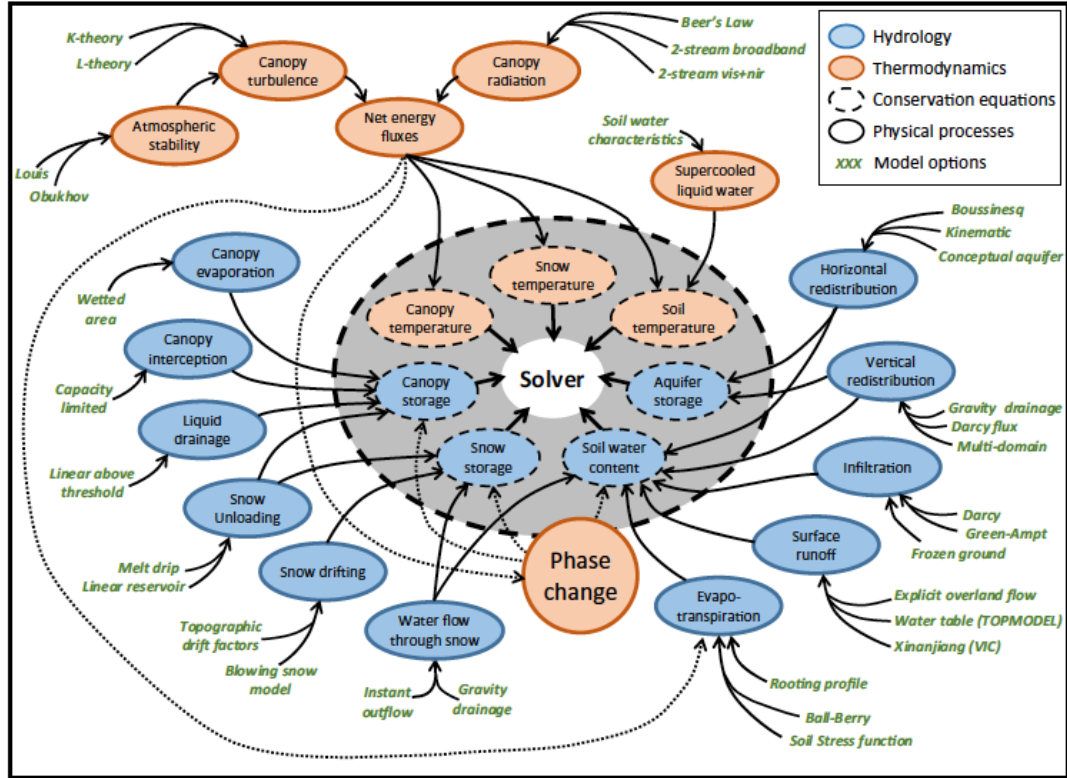 K-theory
L-theory
Canopy
turbulence
Canopy
radiation
Beer's Law
2-stream broadband
2-stream vis+nir
Hydrology
Thermodynamics
Conservation equations
Physical processes
xxx Model options
Atmospheric
stability
Net energy
fluxes
Louis
Obukhov
Soil water
characteristics
Supercooled
liquid water
Canopy
evaporation
Wetted
area
Snow
temperature
Canopy
temperature
Soil
temperature
Boussinesq
Kinematic
Conceptual aquifer
Horizontal
redistribution
Canopy
interception
Capacity
limited
Canopy
storage
Solver
Aquifer
storage
Vertical
redistribution
Gravity drainage
Darcy flux
Multi-domain
Liquid
drainage
Linear above
threshold
Snow
storage
Soil water
content
Infiltration
Darcy
Green-Ampt
Frozen ground
Snow
Unloading
Melt drip
Linear reservoir
Snow drifting
Topographic
drift factors
Blowing snow
model
Water flow
through snow
Instant
outflow
Gravity
drainage
Phase
change
Evapo-
transpiration
Surface
runoff
Explicit overland flow
Water table (TOPMODEL)
Xinanjiang (VIC)
Rooting profile
Ball-Berry
Soil Stress function